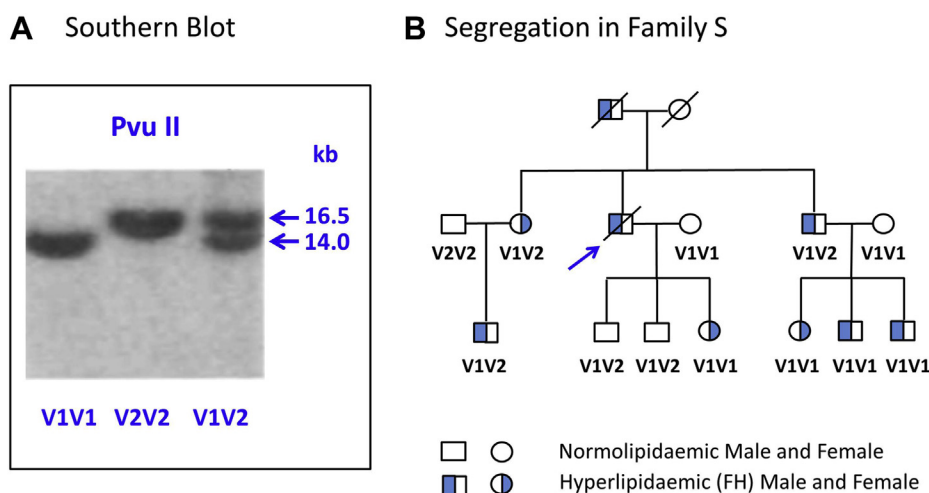 A Southern Blot
Pvu II
kb
16.5
14.0
V1V1 V2V2 V1V2
B Segregation in Family S
V2V2 V1V2 V1V1 V1V2 V1V1
V1V2 V1V2 V1V2 V1V1 V1V1 V1V1 V1V1
Normolipidaemic Male and Female
Hyperlipidaemic (FH) Male and Female